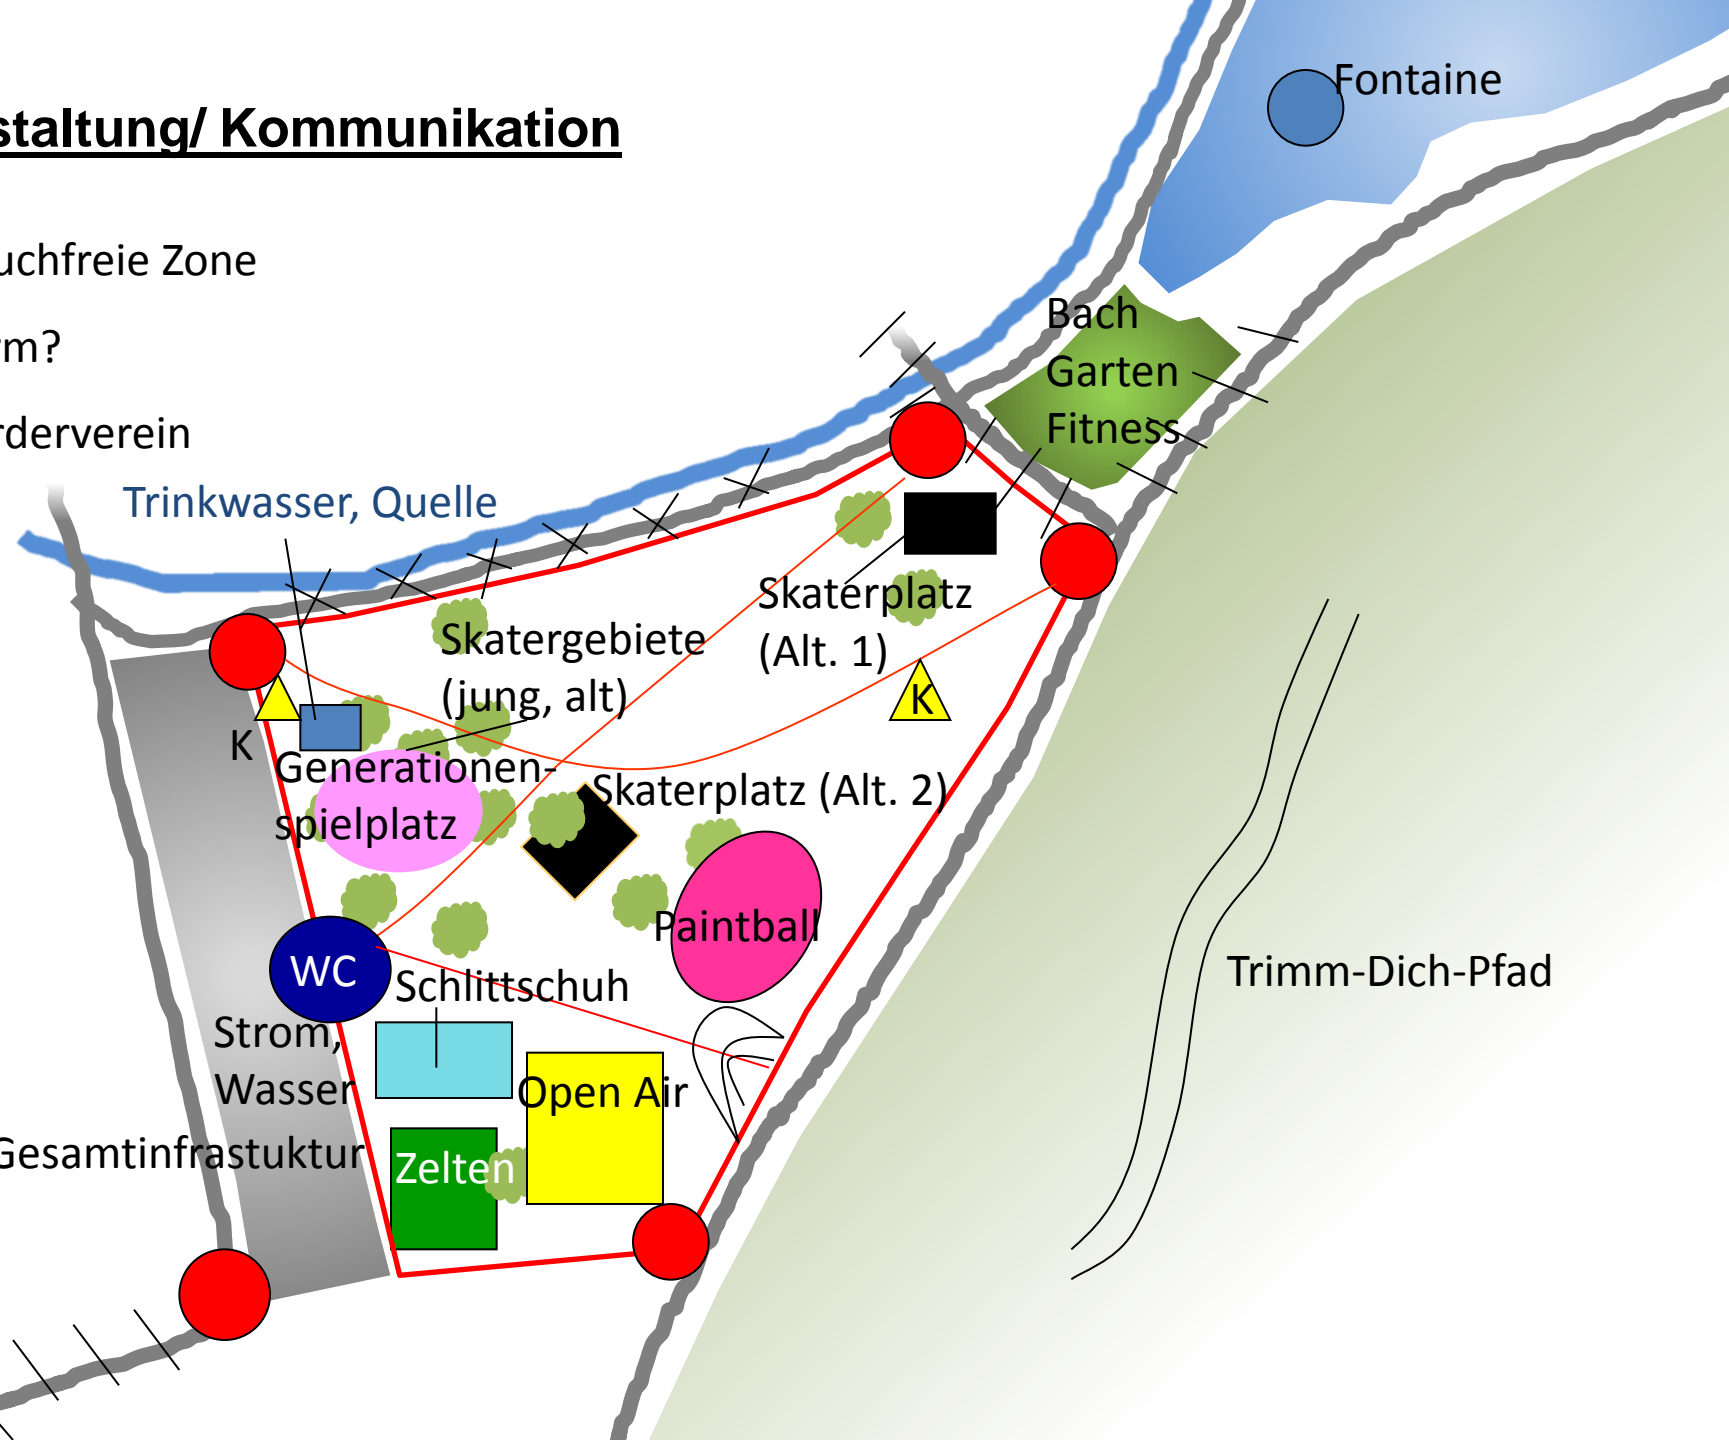 staltung/ Kommunikation
uchfreie Zone
rm?
rderverein
Fontaine
Bach
Garten
Fitness
Trinkwasser, Quelle
Skaterplatz
(Alt. 1)
Skatergebiete
(jung, alt)
K
K
Generationen-
spielplatz
Skaterplatz (Alt. 2)
Paintball
WC
Schlittschuh
Strom,
Wasser
Open Air
Gesamtinfrastuktur
Zelten
Trimm-Dich-Pfad